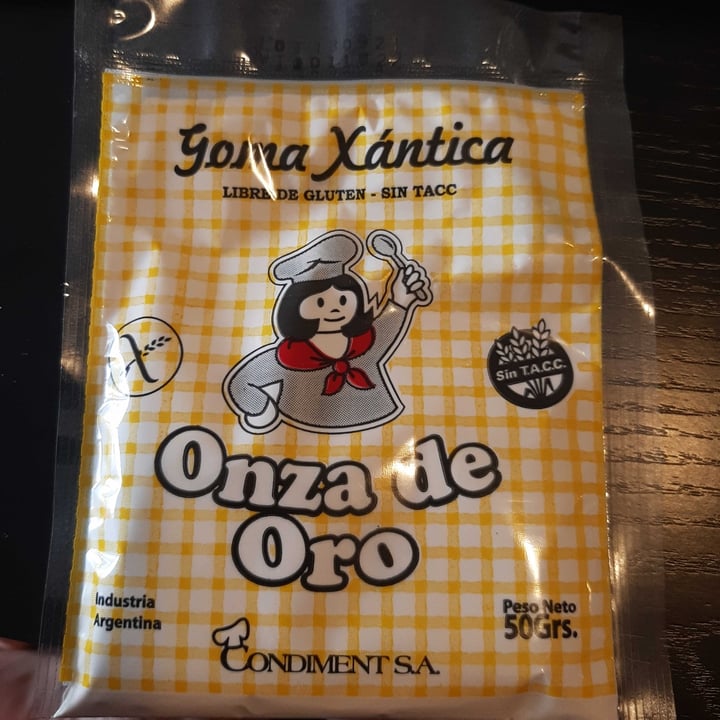 Goma Xántica
LIBRE DE GLUTEN - SIN TACC
Sin T.A.C.C.
Onza de
Oro
Industria
Argentina
Peso Neto
50Grs.
CONDIMENT S.A.